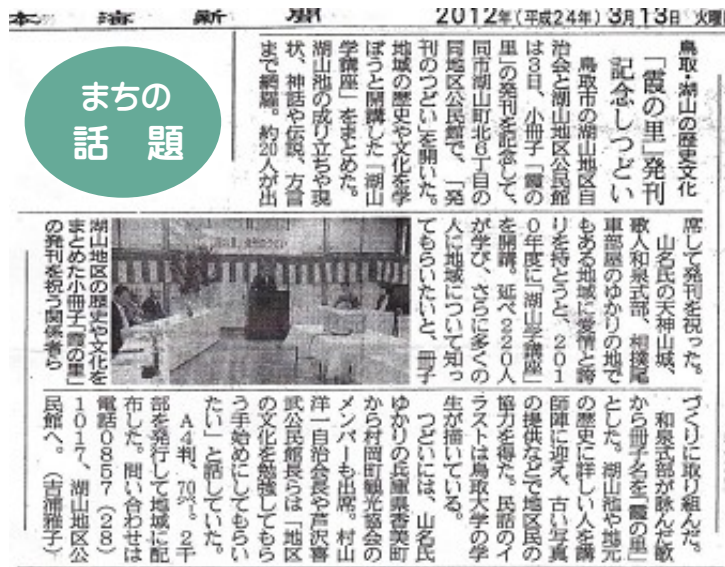 本海新聞
2012年(平成24年)3月13日 火曜
まちの
話題
鳥取・湖山の歴史文化
「霞の里」発刊
記念しつどい
鳥取市の湖山地区自
治会と湖山地区公民館
は3日、小冊子「霞の
里」の発刊を記念して、
同市湖山町北6丁目の
同地区公民館で、「発
刊のつどい」を開いた。
地域の歴史や文化を学
ぼうと開講した「湖山
学講座」をまとめた。
湖山池の成り立ちや現
状、神話や伝説、方言
まで網羅。約20人が出
席して発刊を祝った。
山名氏の天神山城、
歌人和泉式部、相撲尾
車部屋のゆかりの地で
もある地域に愛情と誇
りを持とうと、201
0年度に「湖山学講座」
を開講。延べ220人
が学び、さらに多くの
人に地域について知っ
てもらいたいと、冊子
湖山地区の歴史や文化を
まとめた小冊子「霞の里」
の発刊を祝う関係者ら
づくりに取り組んだ。
和泉式部が詠んだ歌
から冊子名を「霞の里」
とした。湖山池や地元
の歴史に詳しい人を講
師陣に迎え、古い写真
の提供などで地区民の
協力を得た。民話のイ
ラストは鳥取大学の学
生が描いている。
つどいには、山名氏
ゆかりの兵庫県香美町
から村岡町観光協会の
メンバーも出席。村山
洋一自治会長や芦沢喜
武公民館長らは「地区
の文化を勉強してもら
う手始めにしてもらい
たい」と話していた。
A4判、70㌻。2千
部を発行して地域に配
布した。問い合わせは
電話0857(28)
1017、湖山地区公
民館へ。(吉浦雅子)